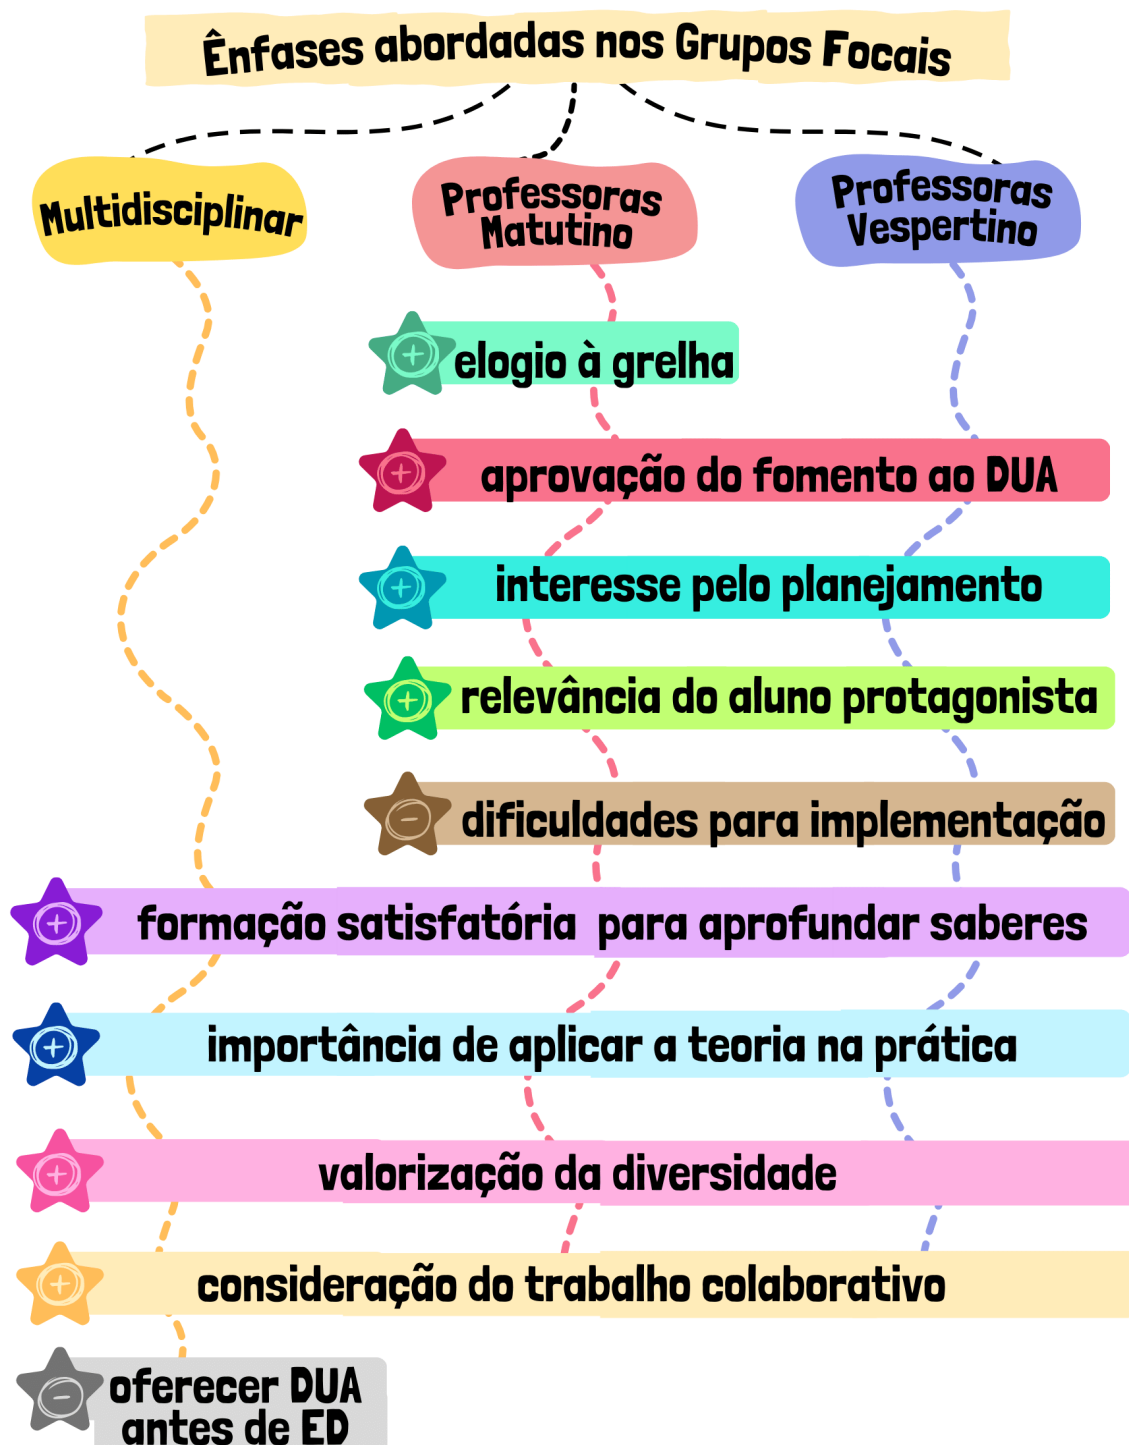 Ênfases abordadas nos Grupos Focais
Multidisciplinar
Professoras
Matutino
Professoras
Vespertino
elogio à grelha
aprovação do fomento ao DUA
interesse pelo planejamento
relevância do aluno protagonista
dificuldades para implementação
formação satisfatória para aprofundar saberes
importância de aplicar a teoria na prática
valorização da diversidade
consideração do trabalho colaborativo
oferecer DUA
antes de ED